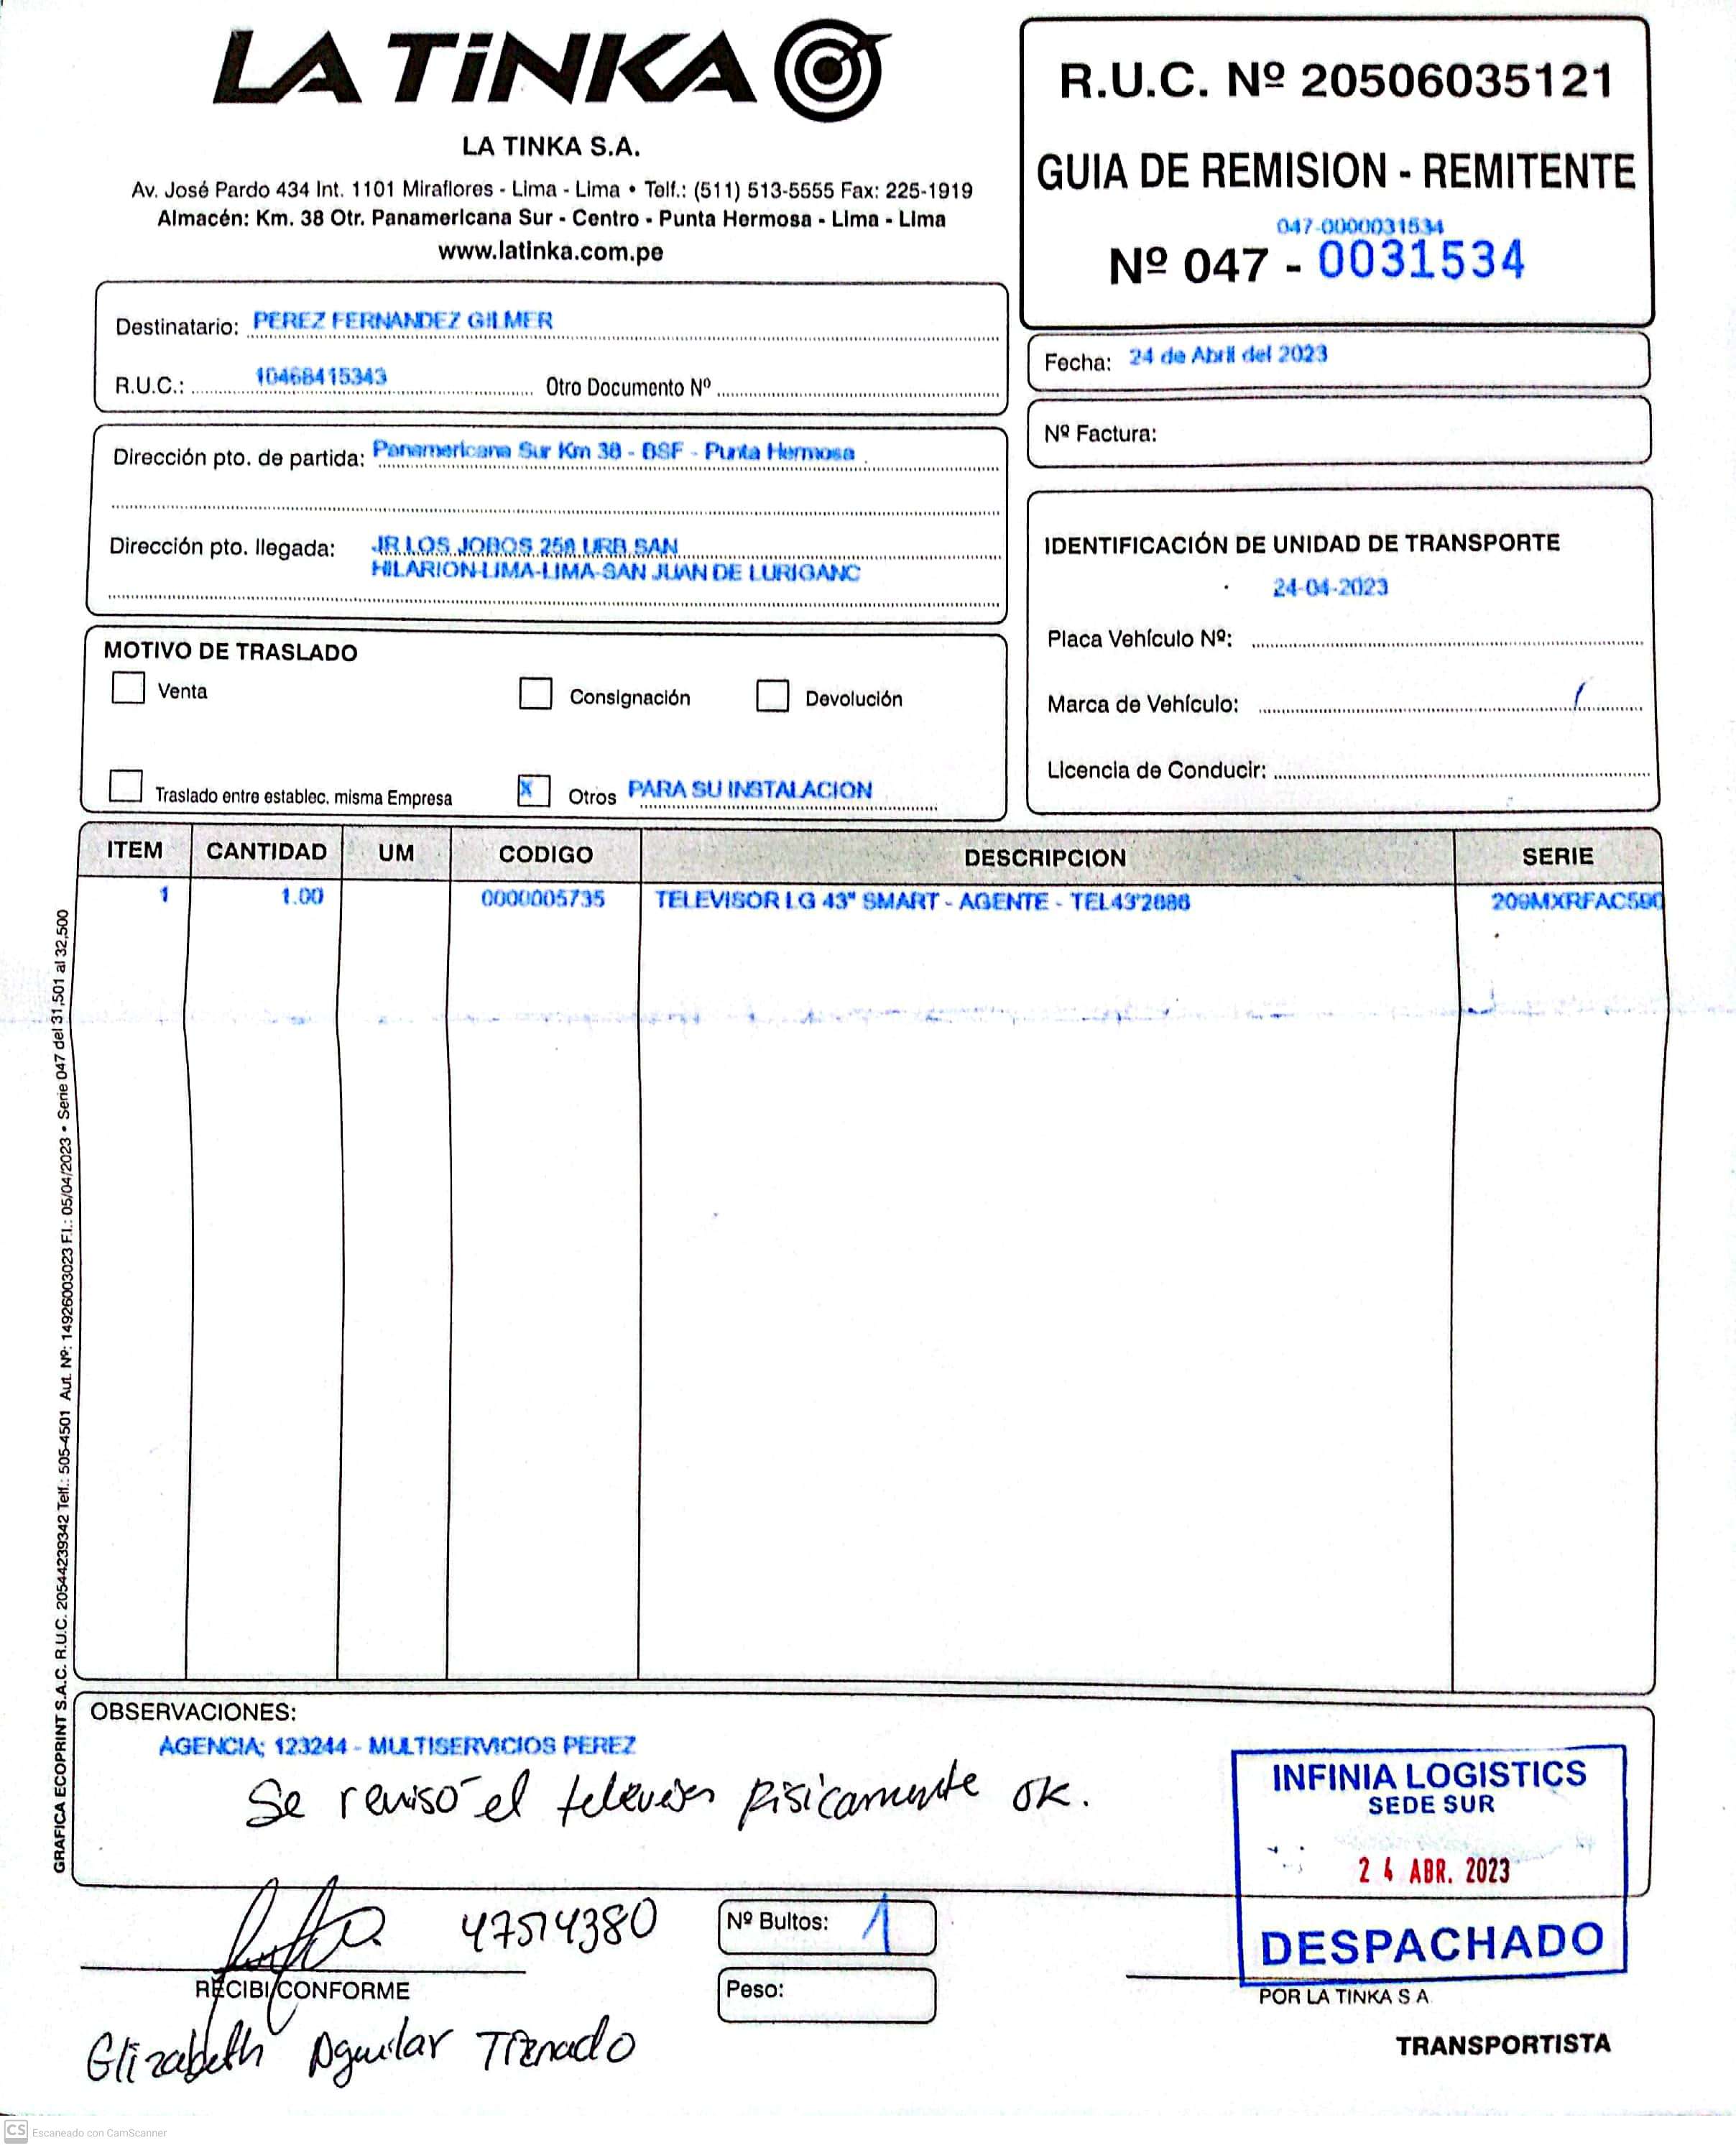 LA TiNKA
LA TINKA S.A.
Av. José Pardo 434 Int. 1101 Miraflores - Lima - Lima • Telf.: (511) 513-5555 Fax: 225-1919
Almacén: Km. 38 Otr. Panamericana Sur - Centro - Punta Hermosa - Lima - Lima
www.latinka.com.pe
R.U.C. Nº 20506035121
GUIA DE REMISION - REMITENTE
047-0000031534
Nº 047 - 0031534
Destinatario: PEREZ FERNANDEZ GILMER
R.U.C.: 10468415343 Otro Documento Nº
Fecha: 24 de Abril del 2023
Nº Factura:
Dirección pto. de partida: Panamericana Sur Km 38 - BSF - Punta Hermosa
Dirección pto. llegada: JR LOS JOBOS 258 URB SAN
HILARION-LIMA-LIMA-SAN JUAN DE LURIGANC
IDENTIFICACIÓN DE UNIDAD DE TRANSPORTE
24-04-2023
Placa Vehículo Nº:
Marca de Vehículo:
Licencia de Conducir:
MOTIVO DE TRASLADO
Venta Consignación Devolución
Traslado entre establec. misma Empresa X Otros PARA SU INSTALACION
ITEM CANTIDAD UM CODIGO DESCRIPCION SERIE
1 1.00 0000005735 TELEVISOR LG 43" SMART - AGENTE - TEL43'2886 209MXRFAC590
GRAFICA ECOPRINT S.A.C. R.U.C. 20544239342 Telf.: 505-4501 Aut. Nº: 14926003023 F.I.: 05/04/2023 • Serie 047 del 31,501 al 32,500
OBSERVACIONES:
AGENCIA; 123244 - MULTISERVICIOS PEREZ
Se revisó el televisor fisicamente ok.
INFINIA LOGISTICS
SEDE SUR
24 ABR. 2023
DESPACHADO
47514380
RECIBI CONFORME
Nº Bultos: 1
Peso:
POR LA TINKA S A
Elizabeth Aguilar Tiznado
TRANSPORTISTA
CS Escaneado con CamScanner